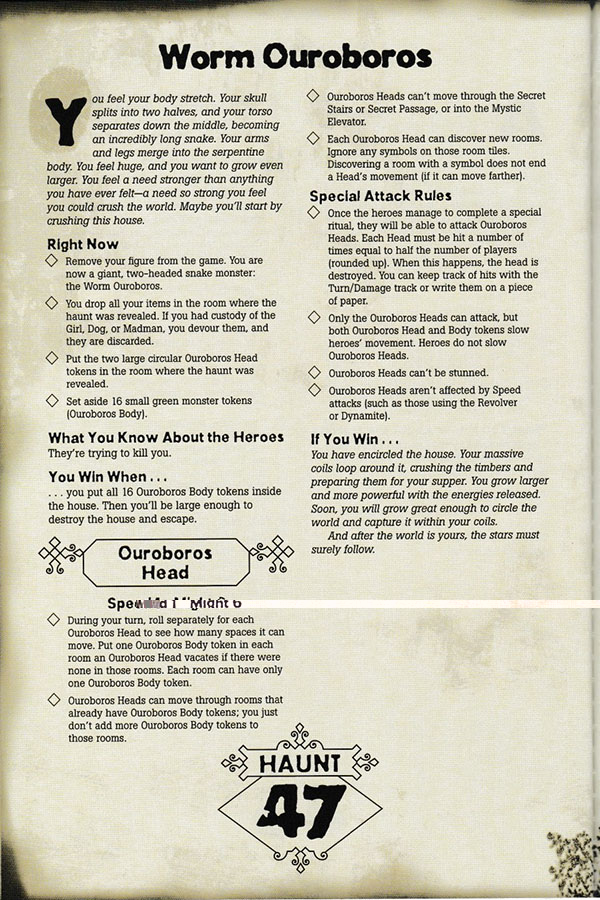 Worm Ouroboros
You feel your body stretch. Your skull
splits into two halves, and your torso
separates down the middle, becoming
an incredibly long snake. Your arms
and legs merge into the serpentine
body. You feel huge, and you want to grow even
larger. You feel a need stronger than anything
you have ever felt—a need so strong you feel
you could crush the world. Maybe you'll start by
crushing this house.
Right Now
Remove your figure from the game. You are
now a giant, two-headed snake monster:
the Worm Ouroboros.
You drop all your items in the room where the
haunt was revealed. If you had custody of the
Girl, Dog, or Madman, you devour them, and
they are discarded.
Put the two large circular Ouroboros Head
tokens in the room where the haunt was
revealed.
Set aside 16 small green monster tokens
(Ouroboros Body).
What You Know About the Heroes
They're trying to kill you.
You Win When . . .
. . . you put all 16 Ouroboros Body tokens inside
the house. Then you'll be large enough to
destroy the house and escape.
Ouroboros
Head
During your turn, roll separately for each
Ouroboros Head to see how many spaces it can
move. Put one Ouroboros Body token in each
room an Ouroboros Head vacates if there were
none in those rooms. Each room can have only
one Ouroboros Body token.
Ouroboros Heads can move through rooms that
already have Ouroboros Body tokens; you just
don't add more Ouroboros Body tokens to
those rooms.
Ouroboros Heads can't move through the Secret
Stairs or Secret Passage, or into the Mystic
Elevator.
Each Ouroboros Head can discover new rooms.
Ignore any symbols on those room tiles.
Discovering a room with a symbol does not end
a Head's movement (if it can move farther).
Special Attack Rules
Once the heroes manage to complete a special
ritual, they will be able to attack Ouroboros
Heads. Each Head must be hit a number of
times equal to half the number of players
(rounded up). When this happens, the head is
destroyed. You can keep track of hits with the
Turn/Damage track or write them on a piece
of paper.
Only the Ouroboros Heads can attack, but
both Ouroboros Head and Body tokens slow
heroes' movement. Heroes do not slow
Ouroboros Heads.
Ouroboros Heads can't be stunned.
Ouroboros Heads aren't affected by Speed
attacks (such as those using the Revolver
or Dynamite).
If You Win . . .
You have encircled the house. Your massive
coils loop around it, crushing the timbers and
preparing them for your supper. You grow larger
and more powerful with the energies released.
Soon, you will grow great enough to circle the
world and capture it within your coils.
And after the world is yours, the stars must
surely follow.
HAUNT
47